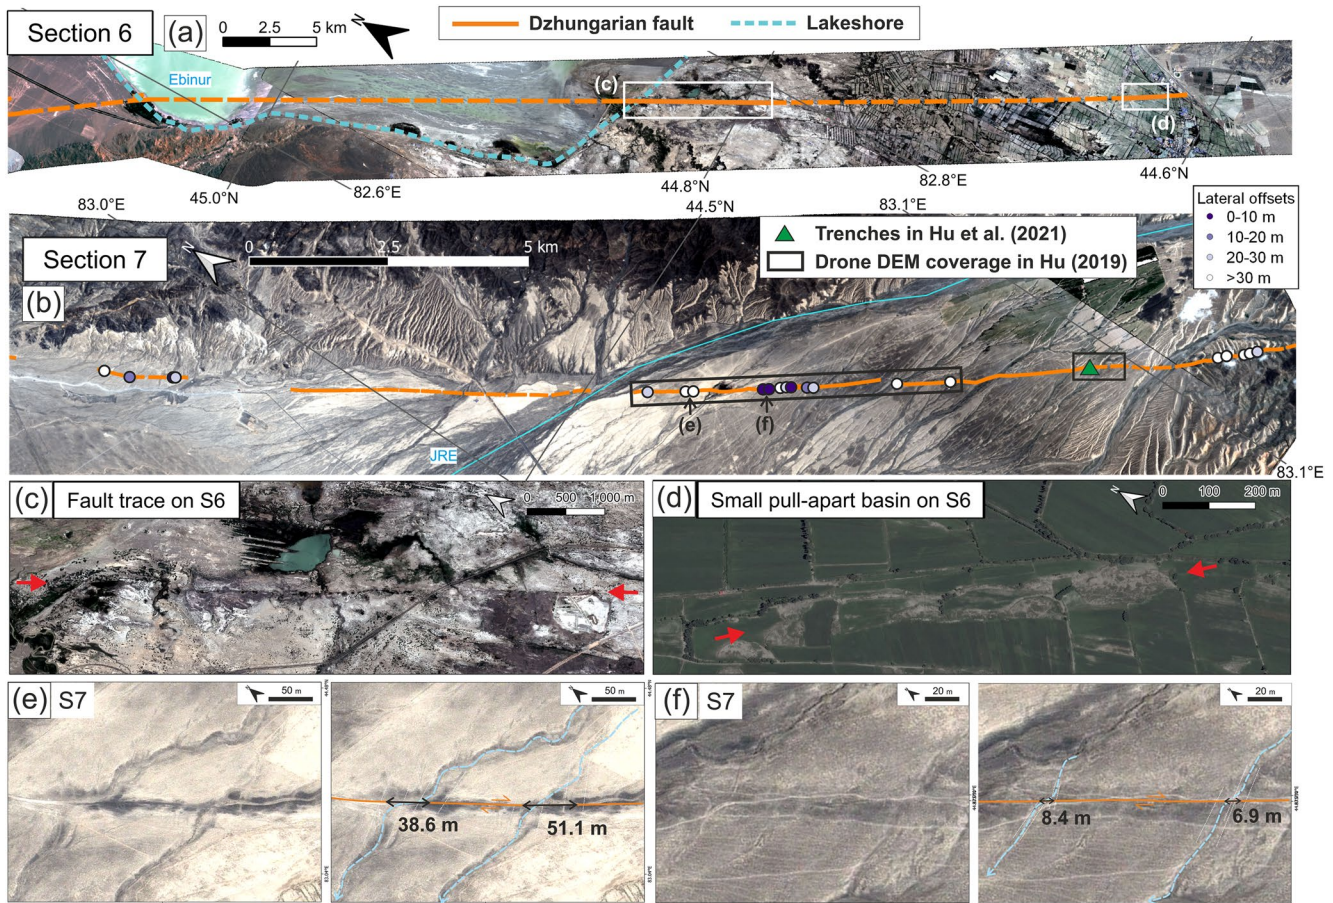 Section 6
(a)
0 2.5 5 km
Dzhungarian fault
Lakeshore
Ebinur
(c)
(d)
45.0°N
82.6°E
44.8°N
82.8°E
44.6°N
83.0°E
44.5°N
83.1°E
Section 7
(b)
N
0 2.5 5 km
Trenches in Hu et al. (2021)
Drone DEM coverage in Hu (2019)
Lateral offsets
0-10 m
10-20 m
20-30 m
>30 m
(e)
(f)
JRE
83.1°E
(c)
Fault trace on S6
0 500 1,000 m
(d)
Small pull-apart basin on S6
0 100 200 m
(e)
S7
50 m
50 m
38.6 m
51.1 m
(f)
S7
20 m
20 m
8.4 m
6.9 m